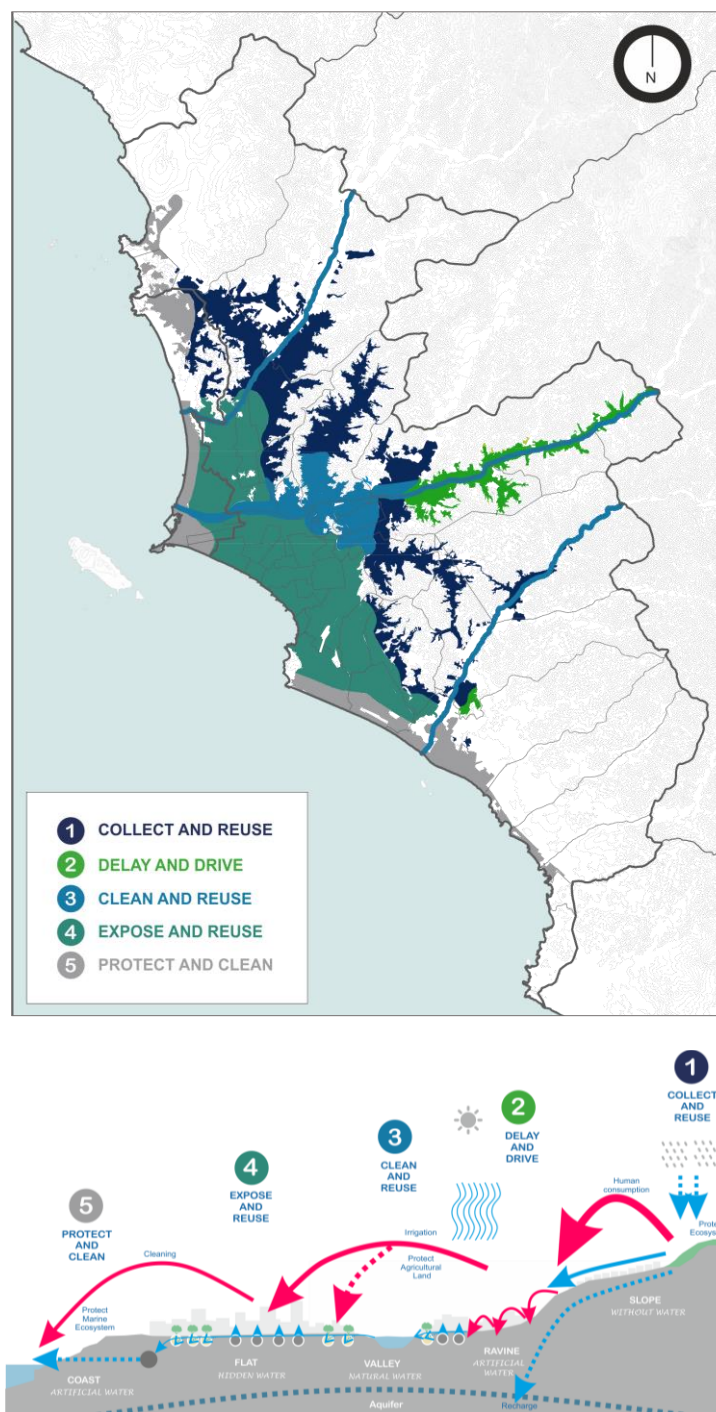 N
1 COLLECT AND REUSE
2 DELAY AND DRIVE
3 CLEAN AND REUSE
4 EXPOSE AND REUSE
5 PROTECT AND CLEAN
1
COLLECT
AND
REUSE
2
DELAY
AND
DRIVE
3
CLEAN
AND
REUSE
4
EXPOSE
AND
REUSE
5
PROTECT
AND
CLEAN
Human
consumption
Irrigation
Protect
Agricultural
Land
Cleaning
Protect
Marine
Ecosystem
SLOPE
WITHOUT WATER
RAVINE
ARTIFICIAL
WATER
VALLEY
NATURAL WATER
FLAT
HIDDEN WATER
COAST
ARTIFICIAL WATER
Aquifer
Recharge